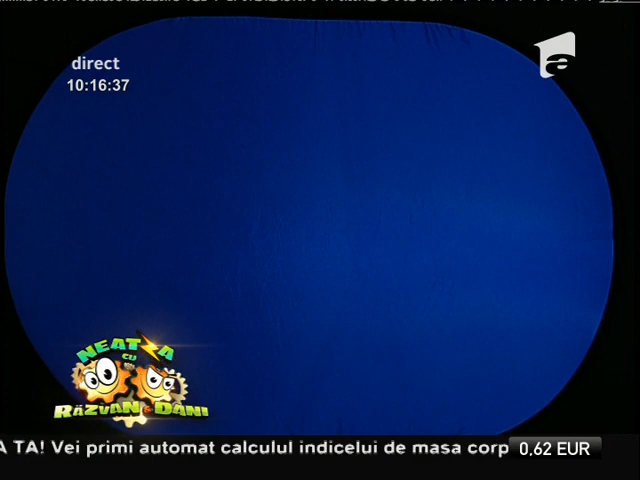 direct
10:16:37
a
NEATZA
CU
RĂZVAN & DANI
A TA! Vei primi automat calculul indicelui de masa corp
0,62 EUR